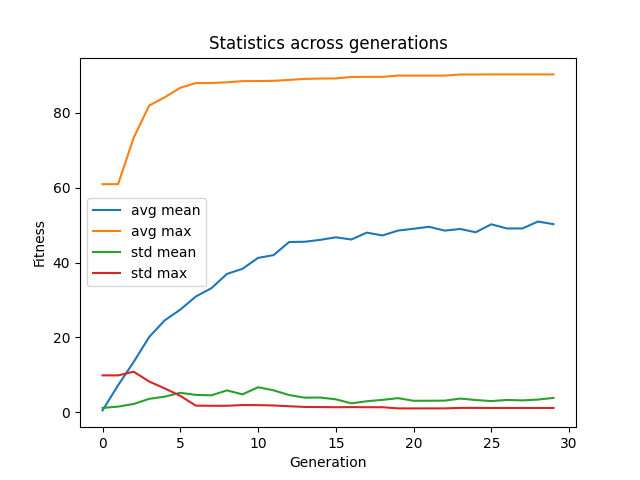 Statistics across generations
Fitness
80
60
40
20
0
avg mean
avg max
std mean
std max
0 5 10 15 20 25 30
Generation